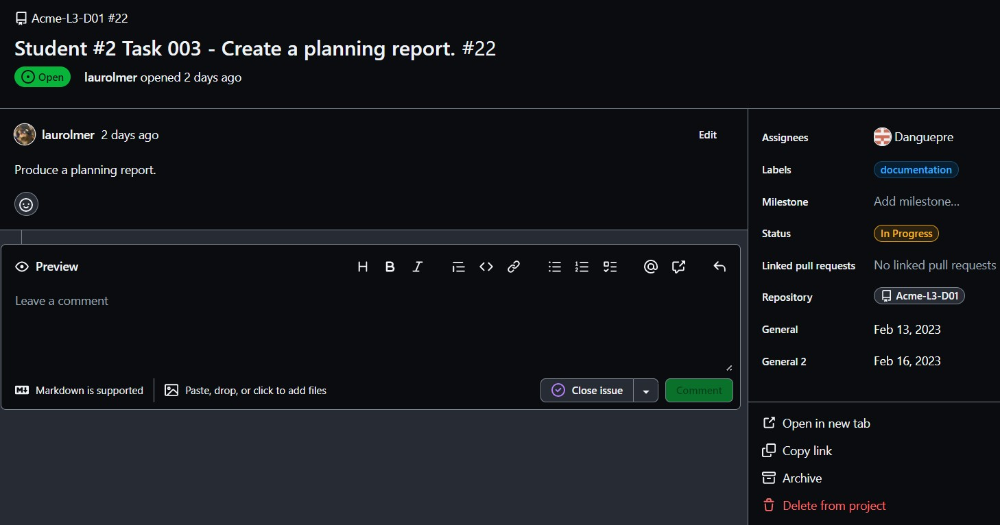 Acme-L3-D01 #22
Student #2 Task 003 - Create a planning report. #22
Open
laurolmer opened 2 days ago
laurolmer 2 days ago
Edit
Produce a planning report.
Preview
Leave a comment
Markdown is supported
Paste, drop, or click to add files
Close issue
Comment
Assignees
Danguepre
Labels
documentation
Milestone
Add milestone...
Status
In Progress
Linked pull requests
No linked pull requests
Repository
Acme-L3-D01
General
Feb 13, 2023
General 2
Feb 16, 2023
Open in new tab
Copy link
Archive
Delete from project